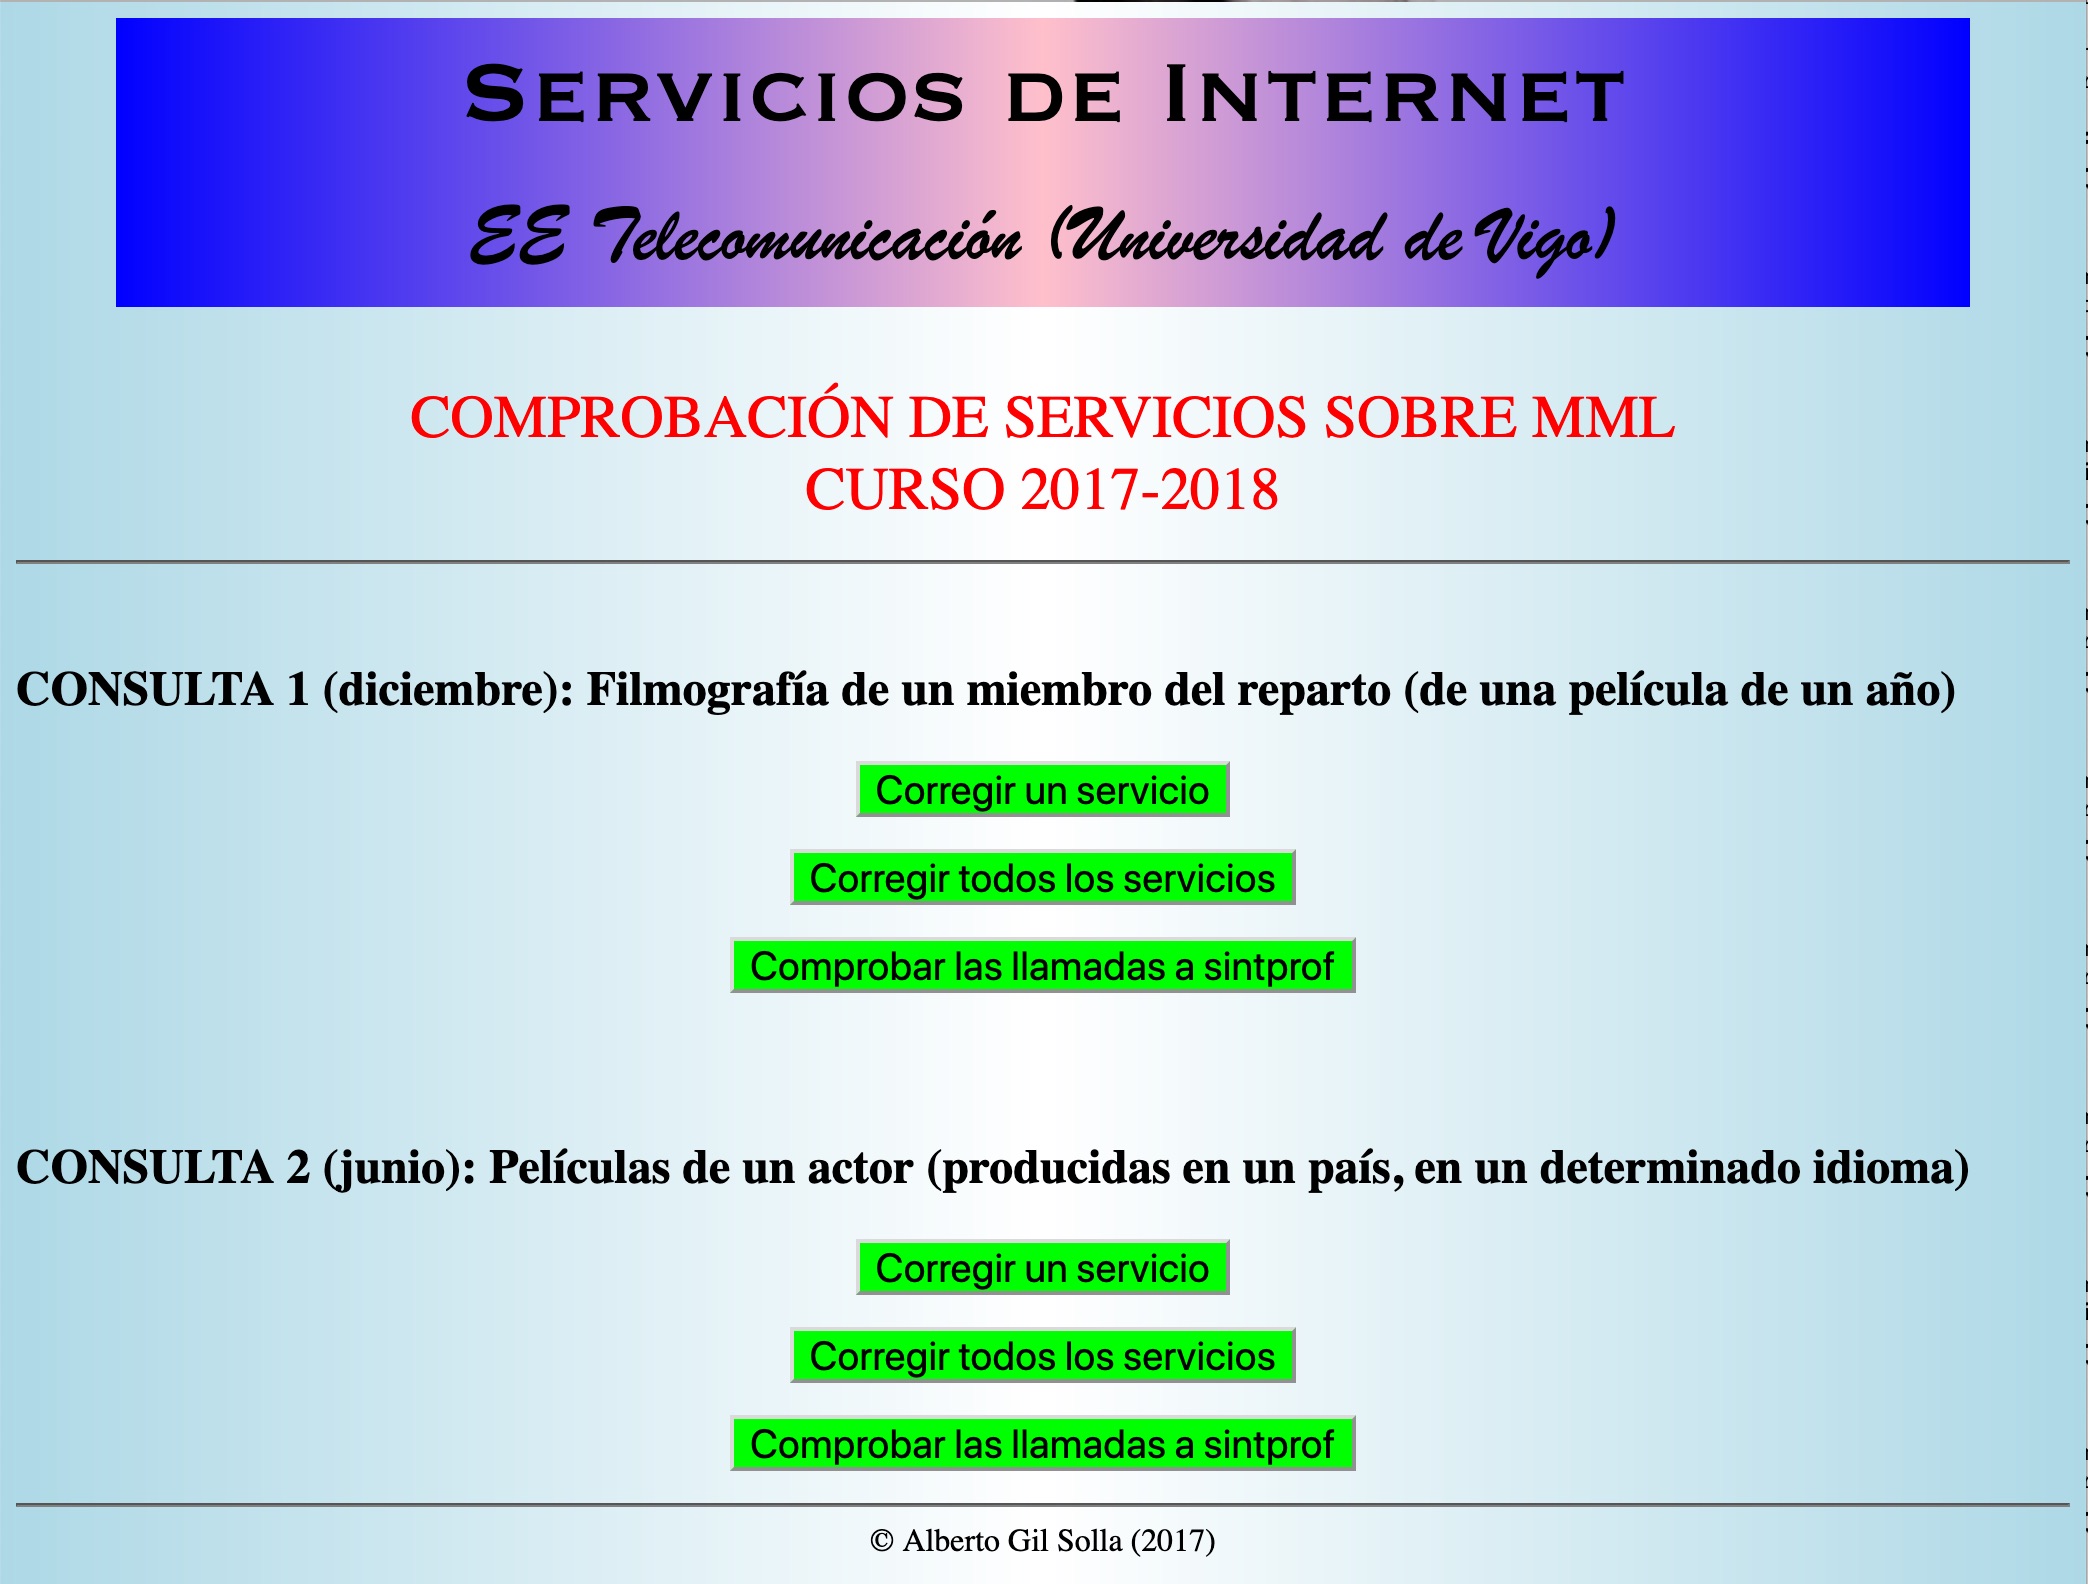 Servicios de Internet
EE Telecomunicación (Universidad de Vigo)
COMPROBACIÓN DE SERVICIOS SOBRE MML
CURSO 2017-2018
CONSULTA 1 (diciembre): Filmografía de un miembro del reparto (de una película de un año)
Corregir un servicio
Corregir todos los servicios
Comprobar las llamadas a sintprof
CONSULTA 2 (junio): Películas de un actor (producidas en un país, en un determinado idioma)
Corregir un servicio
Corregir todos los servicios
Comprobar las llamadas a sintprof
© Alberto Gil Solla (2017)